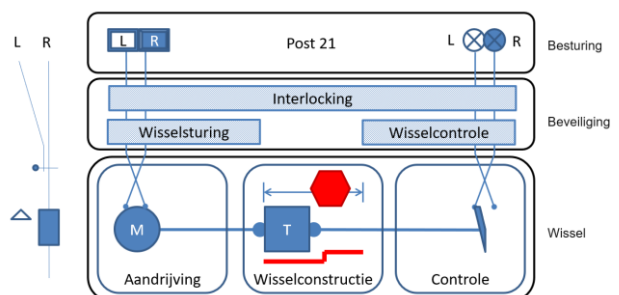 L R
L R
Post 21
L R
Besturing
Interlocking
Wisselsturing
Wisselcontrole
Beveiliging
M
T
Wissel
Aandrijving
Wisselconstructie
Controle